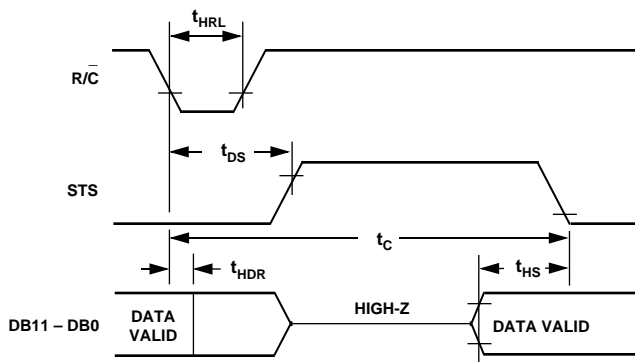 tHRL
R/C̅
tDS
STS
tC
tHDR
tHS
DB11 – DB0
DATA VALID
HIGH-Z
DATA VALID